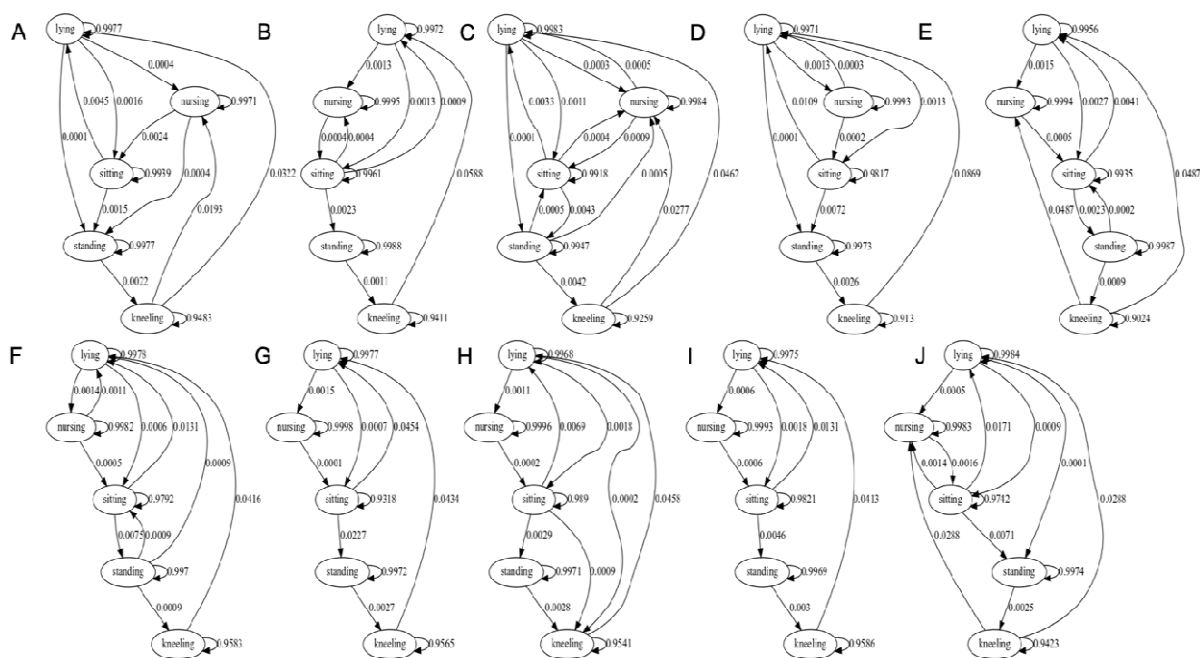 A
lying
0.9977
0.0004
nursing
0.9971
0.0045
0.0016
0.0024
0.0001
sitting
0.9939
0.0004
0.0322
0.0015
0.0193
standing
0.9977
0.0022
kneeling
0.9483
B
lying
0.9972
0.0013
nursing
0.9995
0.0013
0.0009
0.0004
0.0004
sitting
0.9961
0.0588
0.0023
standing
0.9988
0.0011
kneeling
0.9411
C
lying
0.9983
0.0003
0.0005
nursing
0.9984
0.0033
0.0011
0.0004
0.0009
0.0001
sitting
0.9918
0.0005
0.0462
0.0005
0.0043
0.0277
standing
0.9947
0.0042
kneeling
0.9259
D
lying
0.9971
0.0013
0.0003
nursing
0.9993
0.0013
0.0109
0.0002
0.0001
sitting
0.9817
0.0869
0.0072
standing
0.9973
0.0026
kneeling
0.913
E
lying
0.9956
0.0015
nursing
0.9994
0.0027
0.0041
0.0005
sitting
0.9935
0.0487
0.0487
0.0023
0.0002
standing
0.9987
0.0009
kneeling
0.9024
F
lying
0.9978
0.0014
0.0011
nursing
0.9982
0.0006
0.0131
0.0005
0.0009
sitting
0.9792
0.0416
0.0075
0.0009
standing
0.997
0.0009
kneeling
0.9583
G
lying
0.9977
0.0015
nursing
0.9998
0.0007
0.0454
0.0001
sitting
0.9318
0.0434
0.0227
standing
0.9972
0.0027
kneeling
0.9565
H
lying
0.9968
0.0011
nursing
0.9996
0.0069
0.0018
0.0002
sitting
0.989
0.0002
0.0458
0.0029
0.0009
standing
0.9971
0.0028
kneeling
0.9541
I
lying
0.9975
0.0006
nursing
0.9993
0.0018
0.0131
0.0006
sitting
0.9821
0.0413
0.0046
standing
0.9969
0.003
kneeling
0.9586
J
lying
0.9984
0.0005
nursing
0.9983
0.0171
0.0009
0.0014
0.0016
0.0001
sitting
0.9742
0.0288
0.0288
0.0071
standing
0.9974
0.0025
kneeling
0.9423